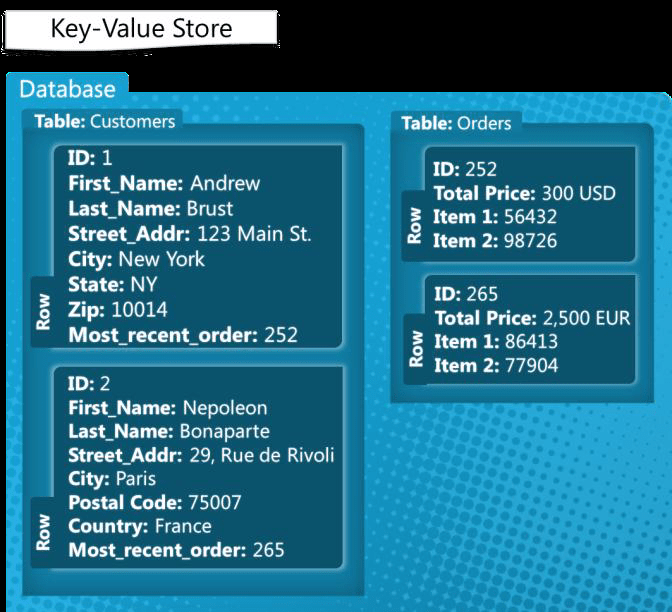 Key-Value Store
Database
Table: Customers
Row
ID: 1
First_Name: Andrew
Last_Name: Brust
Street_Addr: 123 Main St.
City: New York
State: NY
Zip: 10014
Most_recent_order: 252
Row
ID: 2
First_Name: Nepoleon
Last_Name: Bonaparte
Street_Addr: 29, Rue de Rivoli
City: Paris
Postal Code: 75007
Country: France
Most_recent_order: 265
Table: Orders
Row
ID: 252
Total Price: 300 USD
Item 1: 56432
Item 2: 98726
Row
ID: 265
Total Price: 2,500 EUR
Item 1: 86413
Item 2: 77904